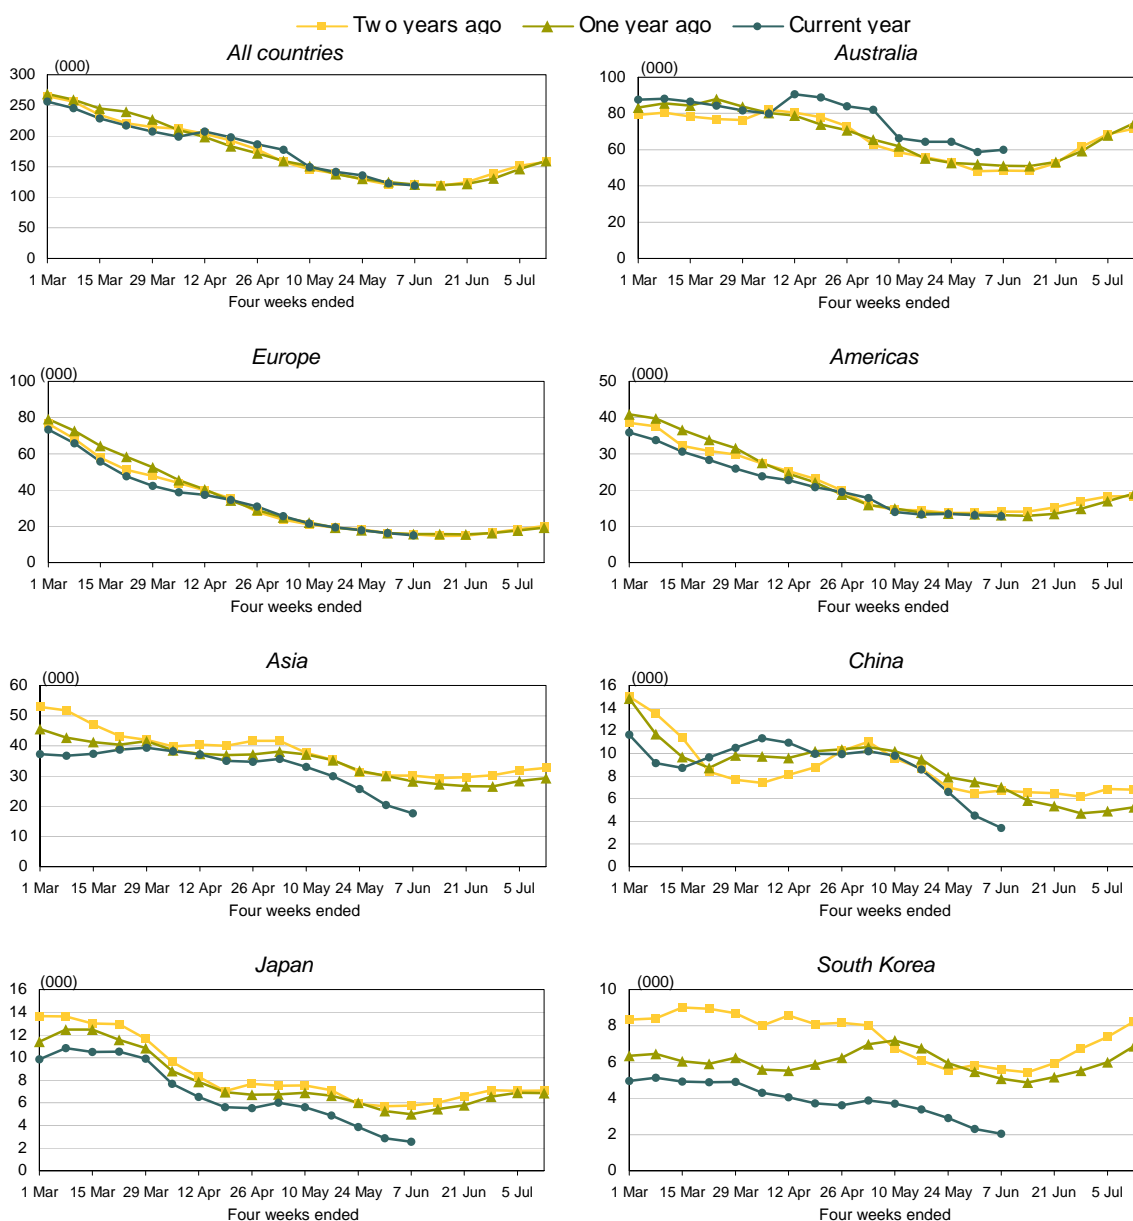 Two years ago One year ago Current year
All countries
(000)
300
250
200
150
100
50
0
1 Mar 15 Mar 29 Mar 12 Apr 26 Apr 10 May 24 May 7 Jun 21 Jun 5 Jul
Four weeks ended
Australia
(000)
100
80
60
40
20
0
1 Mar 15 Mar 29 Mar 12 Apr 26 Apr 10 May 24 May 7 Jun 21 Jun 5 Jul
Four weeks ended
Europe
(000)
100
80
60
40
20
0
1 Mar 15 Mar 29 Mar 12 Apr 26 Apr 10 May 24 May 7 Jun 21 Jun 5 Jul
Four weeks ended
Americas
(000)
50
40
30
20
10
0
1 Mar 15 Mar 29 Mar 12 Apr 26 Apr 10 May 24 May 7 Jun 21 Jun 5 Jul
Four weeks ended
Asia
(000)
60
50
40
30
20
10
0
1 Mar 15 Mar 29 Mar 12 Apr 26 Apr 10 May 24 May 7 Jun 21 Jun 5 Jul
Four weeks ended
China
(000)
16
14
12
10
8
6
4
2
0
1 Mar 15 Mar 29 Mar 12 Apr 26 Apr 10 May 24 May 7 Jun 21 Jun 5 Jul
Four weeks ended
Japan
(000)
16
14
12
10
8
6
4
2
0
1 Mar 15 Mar 29 Mar 12 Apr 26 Apr 10 May 24 May 7 Jun 21 Jun 5 Jul
Four weeks ended
South Korea
(000)
10
8
6
4
2
0
1 Mar 15 Mar 29 Mar 12 Apr 26 Apr 10 May 24 May 7 Jun 21 Jun 5 Jul
Four weeks ended